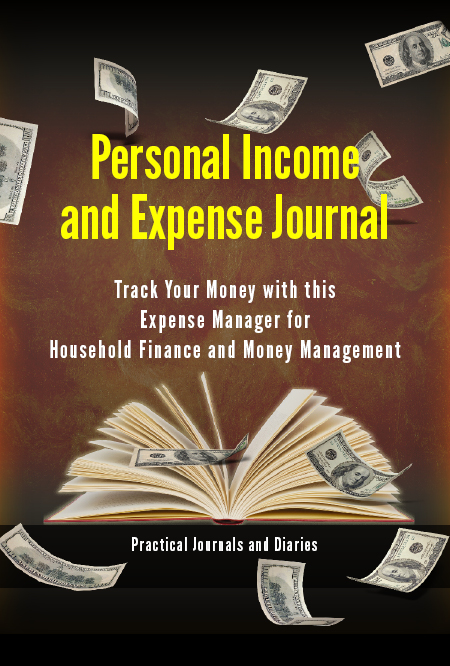 Personal Income
and Expense Journal
Track Your Money with this
Expense Manager for
Household Finance and Money Management
Practical Journals and Diaries